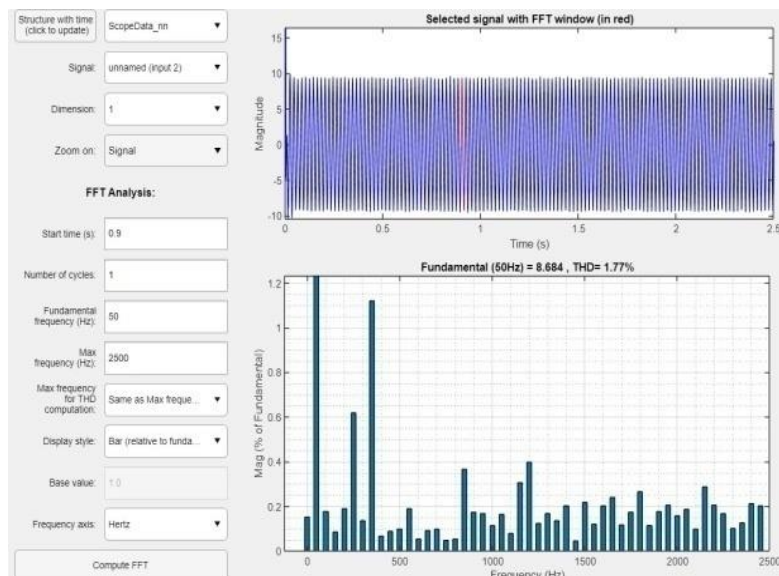 Structure with time
(click to update)
ScopeData_nn
Signal:
unnamed (input 2)
Dimension:
1
Zoom on:
Signal
FFT Analysis:
Start time (s):
0.9
Number of cycles:
1
Fundamental
frequency (Hz):
50
Max
frequency (Hz):
2500
Max frequency
for THD
computation:
Same as Max freque...
Display style:
Bar (relative to funda...
Base value:
1.0
Frequency axis:
Hertz
Compute FFT
Selected signal with FFT window (in red)
Magnitude
15
10
5
0
-5
-10
0
0.5
1
1.5
2
2.5
Time (s)
Fundamental (50Hz) = 8.684 , THD= 1.77%
Mag (% of Fundamental)
1.2
1
0.8
0.6
0.4
0.2
0
0
500
1000
1500
2000
2500
Frequency (Hz)